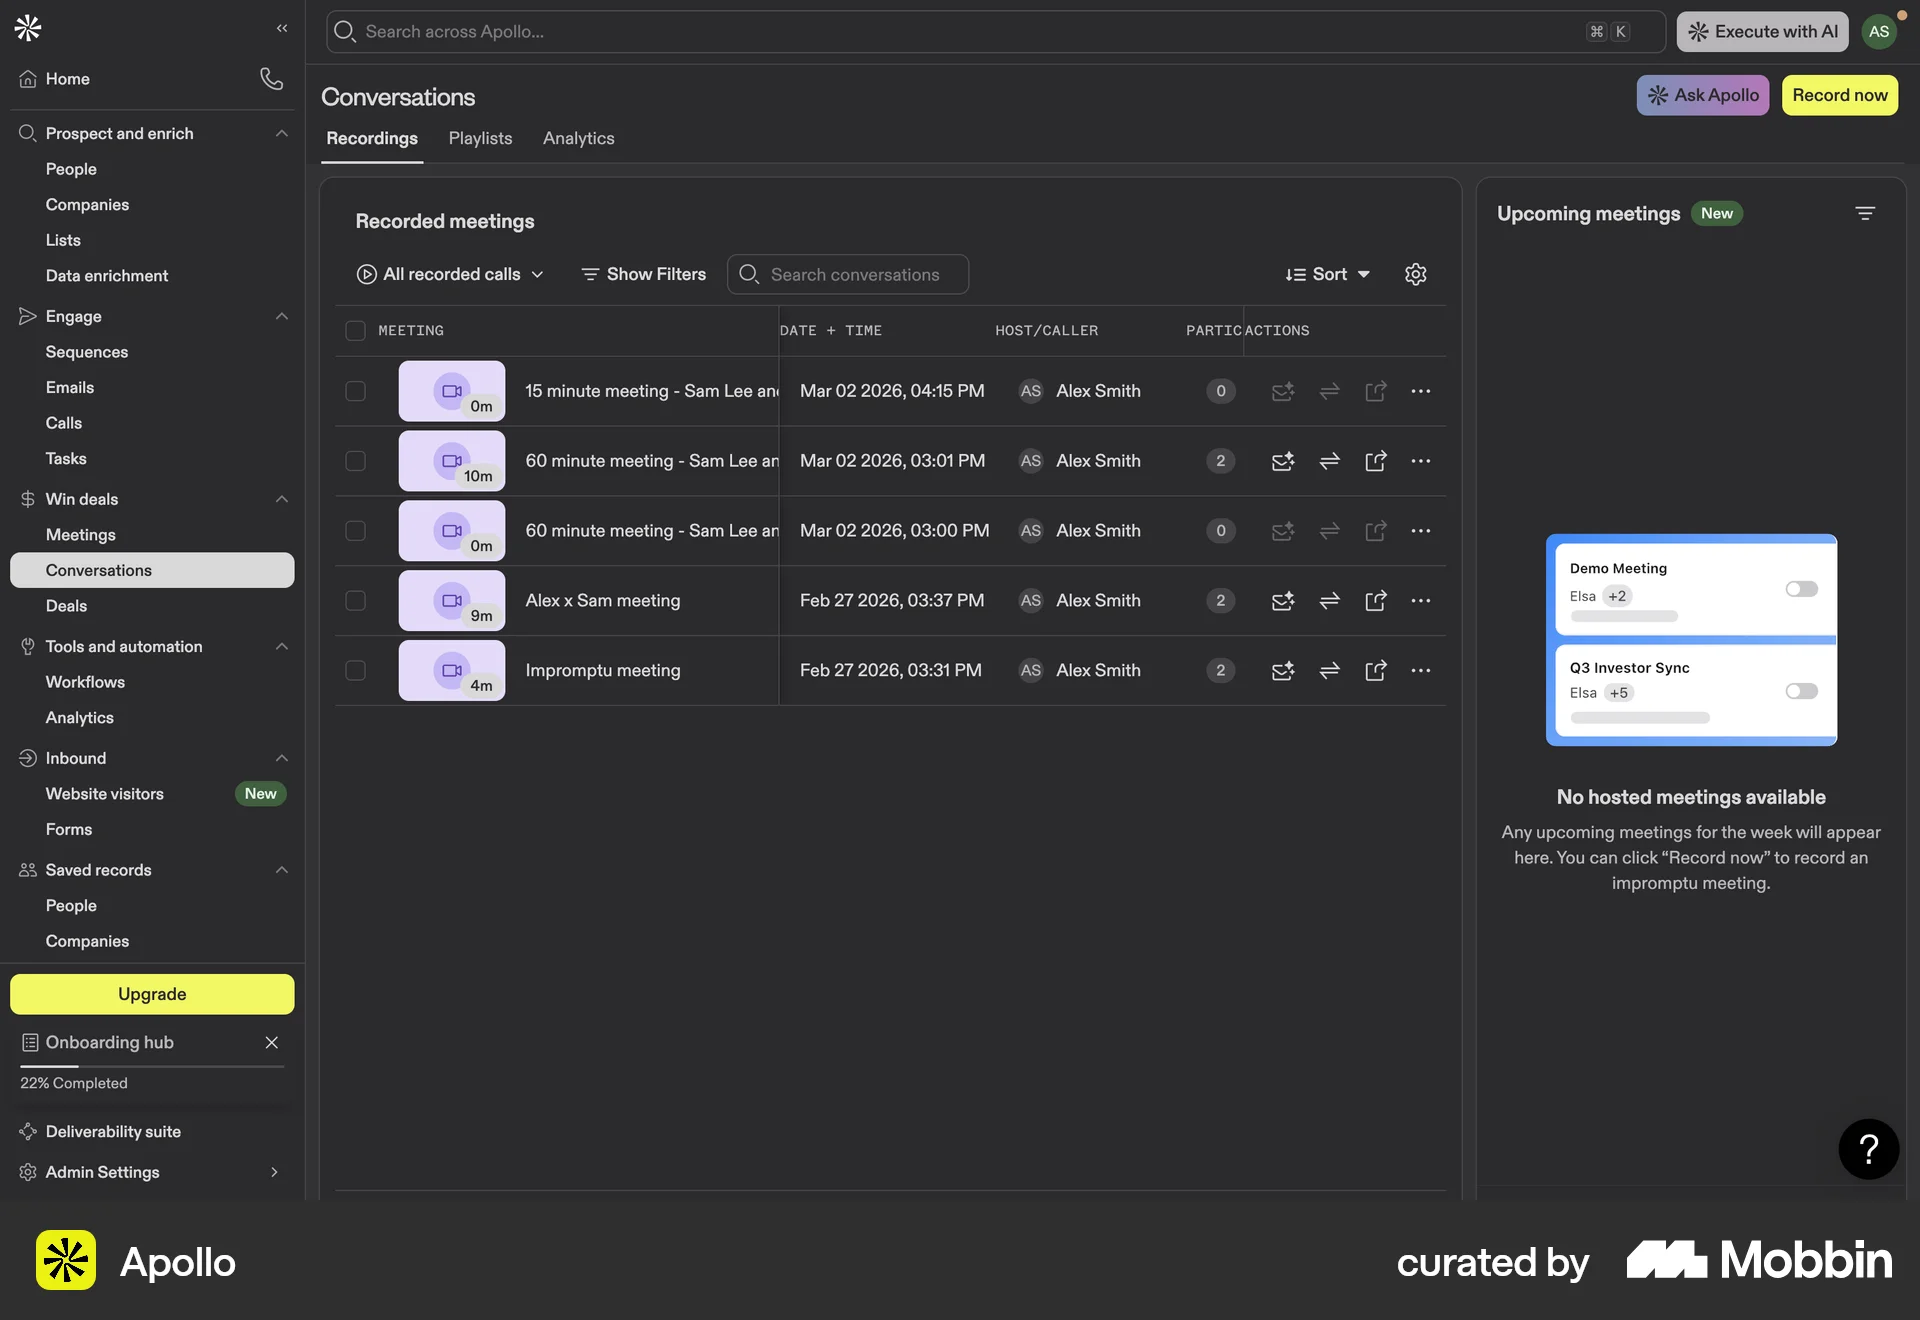 Search across Apollo...
⌘ K
Execute with AI
AS
Home
Prospect and enrich
People
Companies
Lists
Data enrichment
Engage
Sequences
Emails
Calls
Tasks
Win deals
Meetings
Conversations
Deals
Tools and automation
Workflows
Analytics
Inbound
Website visitors
New
Forms
Saved records
People
Companies
Upgrade
Onboarding hub
22% Completed
Deliverability suite
Admin Settings
Conversations
Ask Apollo
Record now
Recordings
Playlists
Analytics
Recorded meetings
All recorded calls
Show Filters
Search conversations
Sort
MEETING DATE + TIME HOST/CALLER PARTIC ACTIONS
0m 15 minute meeting - Sam Lee an Mar 02 2026, 04:15 PM AS Alex Smith 0
10m 60 minute meeting - Sam Lee an Mar 02 2026, 03:01 PM AS Alex Smith 2
0m 60 minute meeting - Sam Lee an Mar 02 2026, 03:00 PM AS Alex Smith 0
9m Alex x Sam meeting Feb 27 2026, 03:37 PM AS Alex Smith 2
4m Impromptu meeting Feb 27 2026, 03:31 PM AS Alex Smith 2
Upcoming meetings
New
Demo Meeting
Elsa +2
Q3 Investor Sync
Elsa +5
No hosted meetings available
Any upcoming meetings for the week will appear
here. You can click “Record now” to record an
impromptu meeting.
?
Apollo
curated by
Mobbin